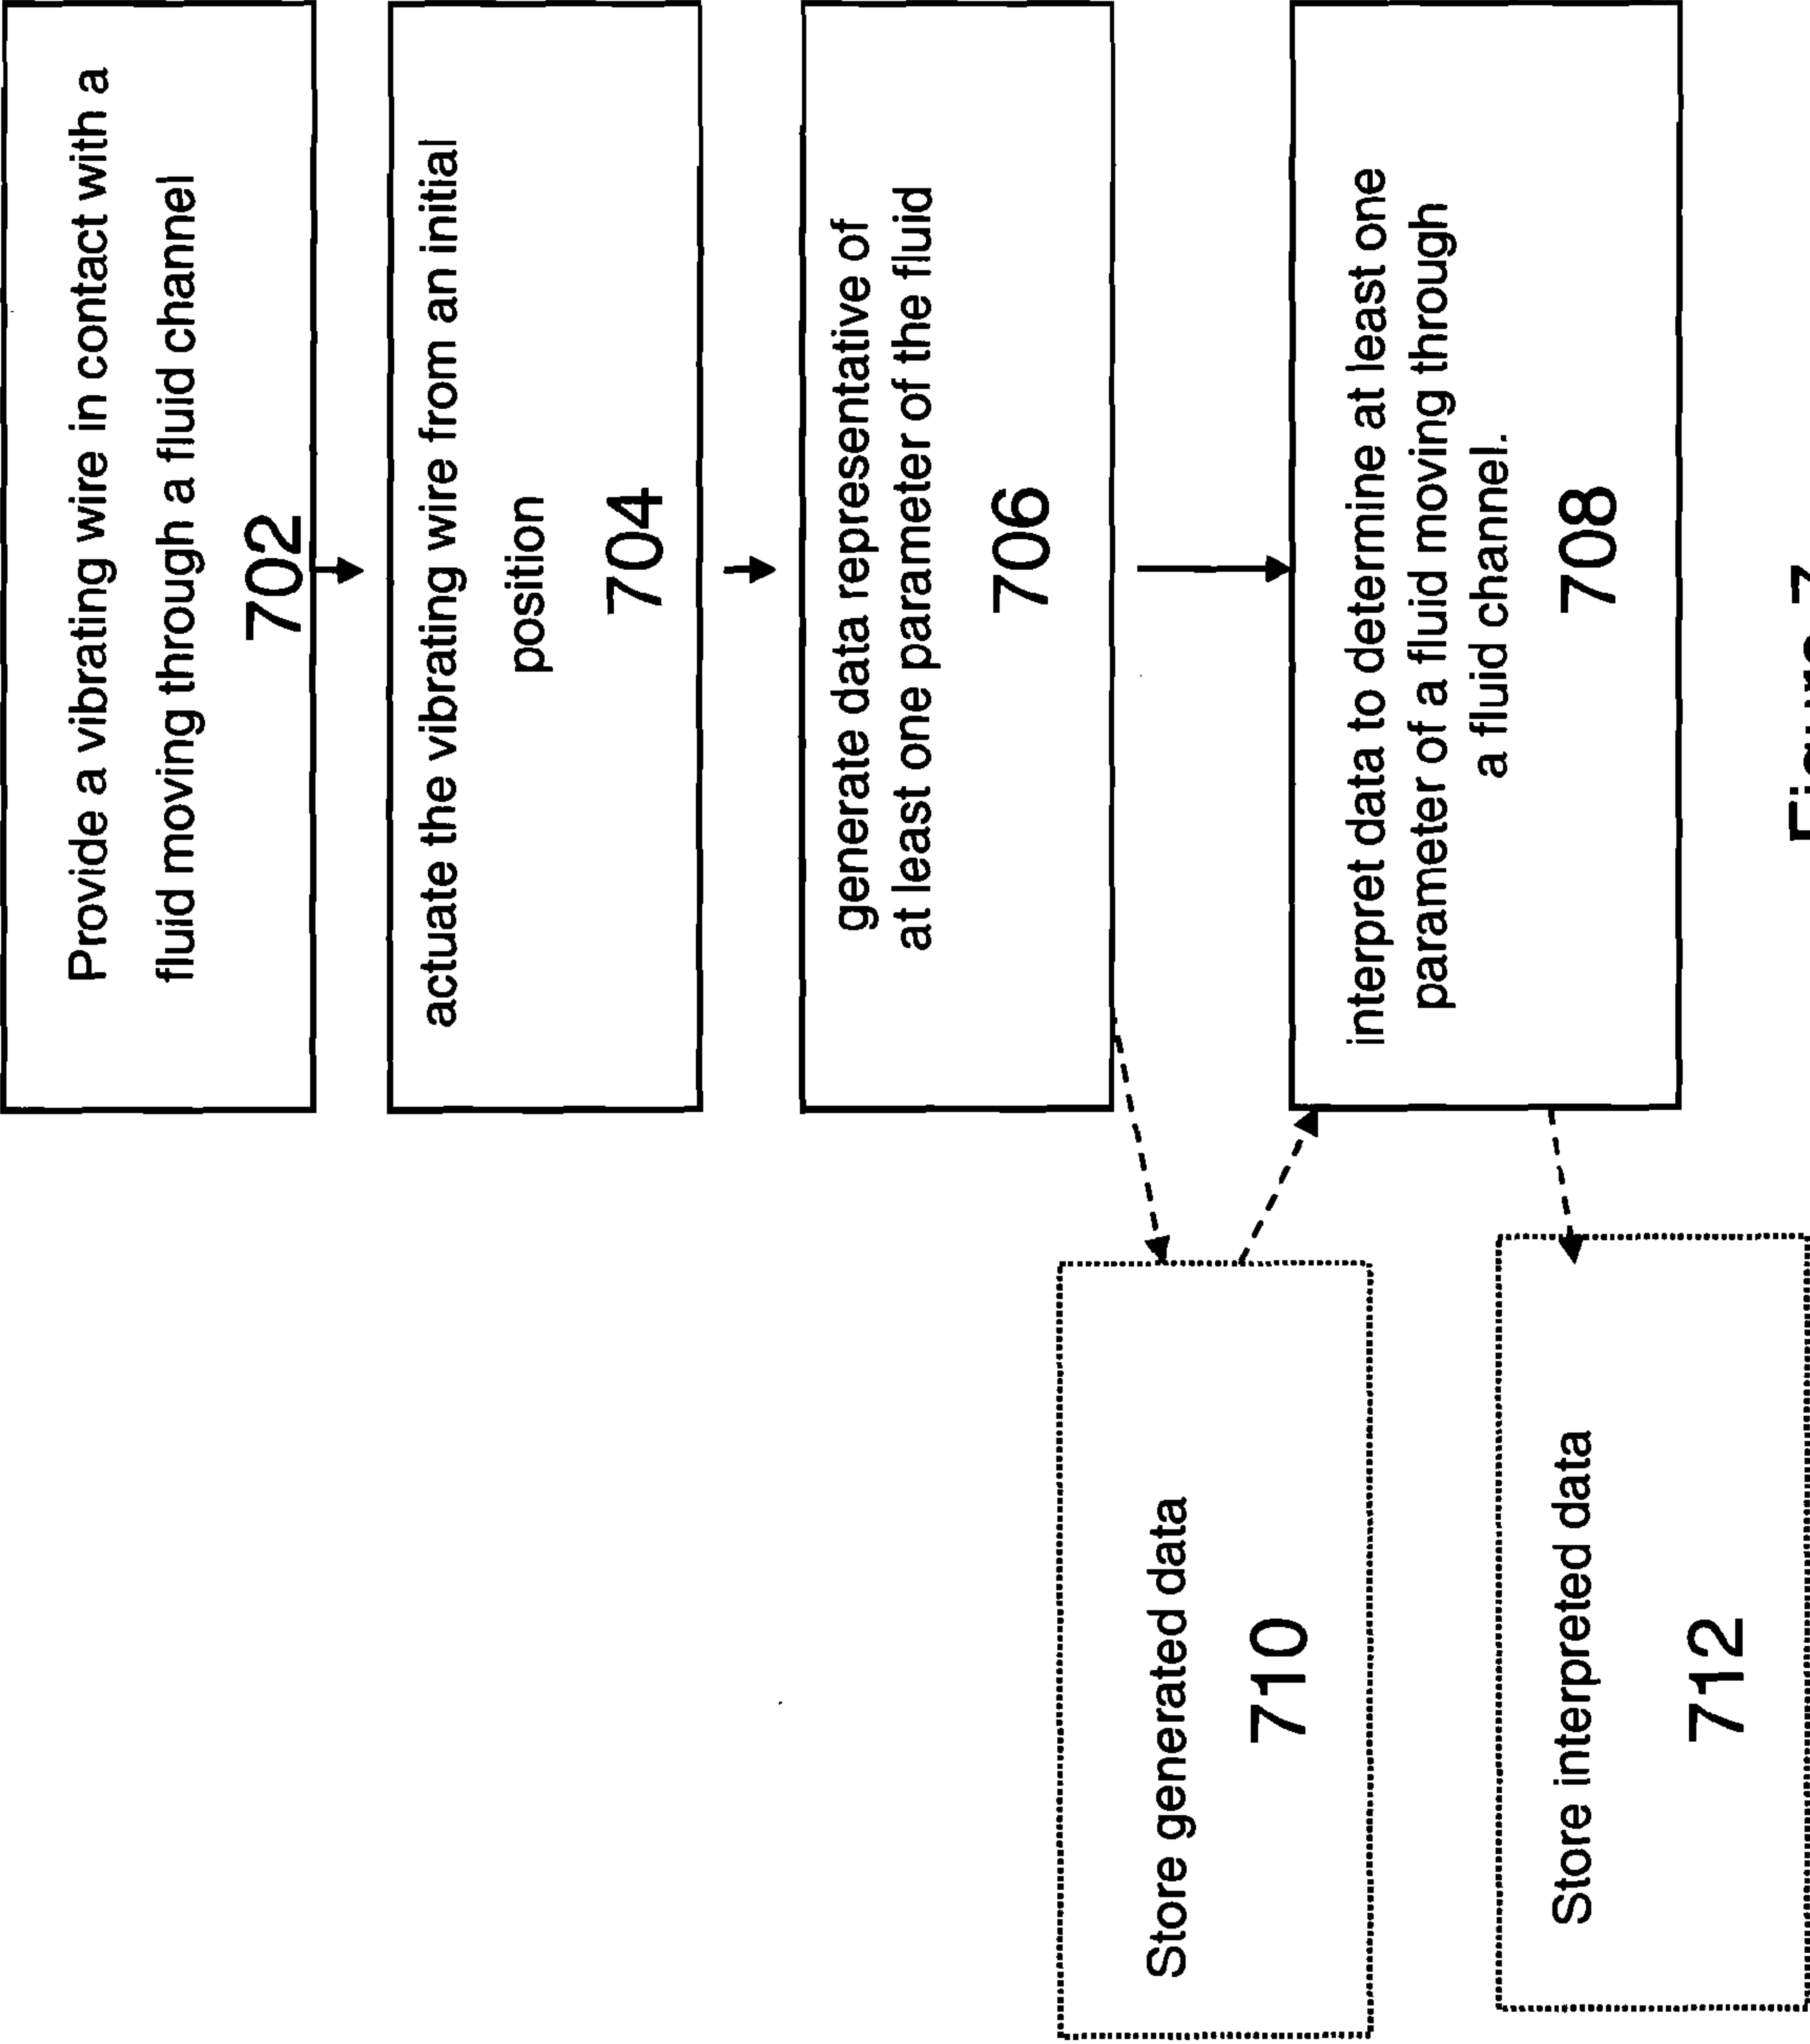 Provide a vibrating wire in contact with a
fluid moving through a fluid channel
702
actuate the vibrating wire from an initial
position
704
generate data representative of
at least one parameter of the fluid
706
interpret data to determine at least one
parameter of a fluid moving through
a fluid channel.
708
Store generated data
710
Store interpreted data
712